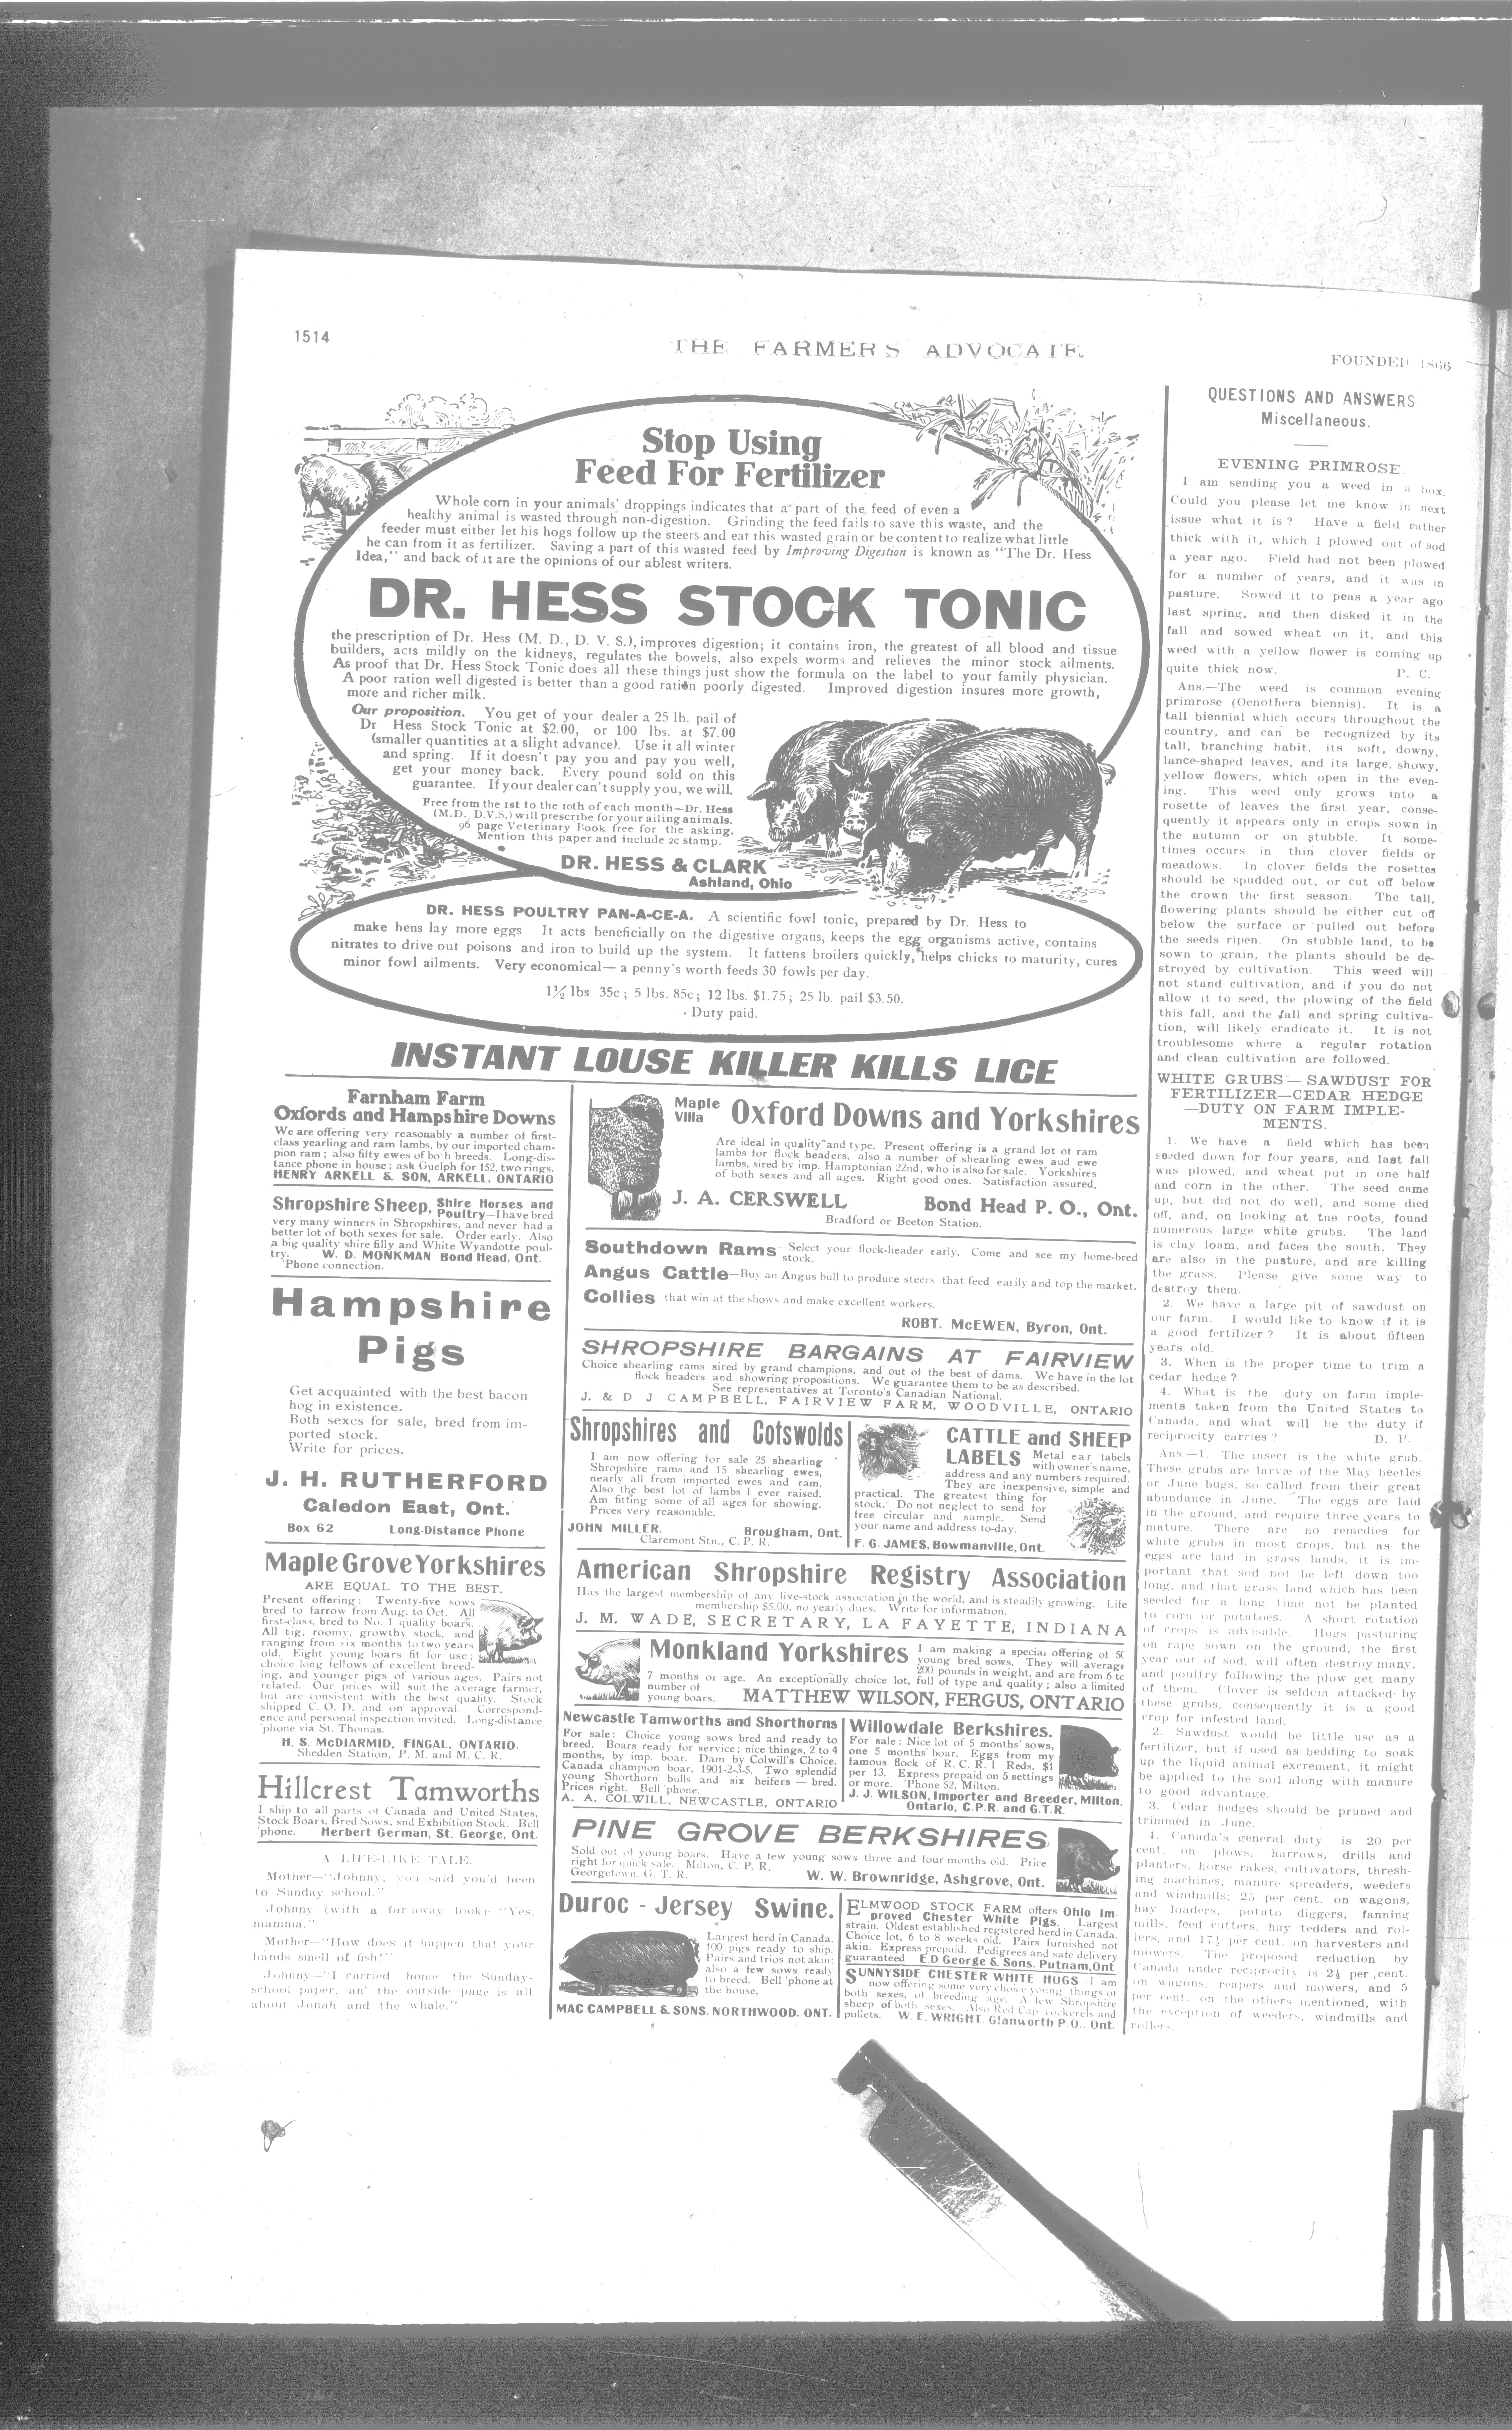 1514
THE FARMER'S ADVOCATE
FOUNDED 1866
Stop Using
Feed For Fertilizer
Whole corn in your animals' droppings indicates that a part of the feed of even a
healthy animal is wasted through non-digestion. Grinding the feed fails to save this waste, and the
feeder must either let his hogs follow up the steers and eat this wasted grain or be content to realize what little
he can from it as fertilizer. Saving a part of this wasted feed by Improving Digestion is known as "The Dr. Hess
Idea," and back of it are the opinions of our ablest writers.
DR. HESS STOCK TONIC
the prescription of Dr. Hess (M. D., D. V. S.), improves digestion; it contains iron, the greatest of all blood and tissue
builders, acts mildly on the kidneys, regulates the bowels, also expels worms and relieves the minor stock ailments.
As proof that Dr. Hess Stock Tonic does all these things just show the formula on the label to your family physician.
A poor ration well digested is better than a good ration poorly digested. Improved digestion insures more growth,
more and richer milk.
Our proposition. You get of your dealer a 25 lb. pail of
Dr Hess Stock Tonic at $2.00, or 100 lbs. at $7.00
(smaller quantities at a slight advance). Use it all winter
and spring. If it doesn't pay you and pay you well,
get your money back. Every pound sold on this
guarantee. If your dealer can't supply you, we will.
Free from the 1st to the 10th of each month—Dr. Hess
(M.D., D.V.S.) will prescribe for your ailing animals.
96 page Veterinary Book free for the asking.
Mention this paper and include 2c stamp.
DR. HESS & CLARK
Ashland, Ohio
DR. HESS POULTRY PAN-A-CE-A. A scientific fowl tonic, prepared by Dr. Hess to
make hens lay more eggs It acts beneficially on the digestive organs, keeps the egg organisms active, contains
nitrates to drive out poisons and iron to build up the system. It fattens broilers quickly, helps chicks to maturity, cures
minor fowl ailments. Very economical—a penny's worth feeds 30 fowls per day.
1½ lbs 35c; 5 lbs. 85c; 12 lbs. $1.75; 25 lb. pail $3.50.
Duty paid.
INSTANT LOUSE KILLER KILLS LICE
Farnham Farm
Oxfords and Hampshire Downs
We are offering very reasonably a number of first-
class yearling and ram lambs, by our imported cham-
pion ram; also fifty ewes of bo h breeds. Long-dis-
tance phone in house; ask Guelph for 152, two rings.
HENRY ARKELL & SON, ARKELL, ONTARIO
Shropshire Sheep, Shire Horses and
Poultry—I have bred
very many winners in Shropshires, and never had a
better lot of both sexes for sale. Order early. Also
a big quality shire filly and White Wyandotte poul-
try. W. D. MONKMAN Bond Head, Ont.
'Phone connection.
Hampshire
Pigs
Get acquainted with the best bacon
hog in existence.
Both sexes for sale, bred from im-
ported stock.
Write for prices.
J. H. RUTHERFORD
Caledon East, Ont.
Box 62 Long-Distance Phone
Maple Grove Yorkshires
ARE EQUAL TO THE BEST.
Present offering: Twenty-five sows
bred to farrow from Aug. to Oct. All
first-class, bred to No. 1 quality boars.
All big, roomy, growthy stock, and
ranging from six months to two years
old. Eight young boars fit for use;
choice long fellows of excellent breed-
ing, and younger pigs of various ages. Pairs not
related. Our prices will suit the average farmer,
but are consistent with the best quality. Stock
shipped C. O. D. and on approval. Correspond-
ence and personal inspection invited. Long-distance
'phone via St. Thomas.
H. S. McDIARMID, FINGAL, ONTARIO.
Shedden Station, P. M. and M. C. R.
Hillcrest Tamworths
I ship to all parts of Canada and United States,
Stock Boars, Bred Sows, snd Exhibition Stock. Bell
'phone. Herbert German, St. George, Ont.
A LIFE-LIKE TALE.
Mother—"Johnny, you said you'd been
to Sunday school."
Johnny (with a far away look)—"Yes,
mamma."
Mother—"How does it happen that your
hands smell of fish?"
Johnny—"I carried home the Sunday-
school paper, an' the outside page is all
about Jonah and the whale."
Maple
Villa Oxford Downs and Yorkshires
Are ideal in quality and type. Present offering is a grand lot of ram
lambs for flock headers, also a number of shearling ewes aud ewe
lambs, sired by imp. Hamptonian 22nd, who is also for sale. Yorkshires
of both sexes and all ages. Right good ones. Satisfaction assured.
J. A. CERSWELL Bond Head P. O., Ont.
Bradford or Beeton Station.
Southdown Rams—Select your flock-header early. Come and see my home-bred
stock.
Angus Cattle—Buy an Angus bull to produce steers that feed easily and top the market.
Collies that win at the shows and make excellent workers.
ROBT. McEWEN, Byron, Ont.
SHROPSHIRE BARGAINS AT FAIRVIEW
Choice shearling rams sired by grand champions, and out of the best of dams. We have in the lot
flock headers and showring propositions. We guarantee them to be as described.
See representatives at Toronto's Canadian National.
J. & D J CAMPBELL, FAIRVIEW FARM, WOODVILLE, ONTARIO
Shropshires and Cotswolds
I am now offering for sale 25 shearling
Shropshire rams and 15 shearling ewes,
nearly all from imported ewes and ram.
Also the best lot of lambs I ever raised.
Am fitting some of all ages for showing.
Prices very reasonable.
JOHN MILLER, Brougham, Ont.
Claremont Stn., C. P. R.
CATTLE and SHEEP
LABELS Metal ear labels
with owner's name,
address and any numbers required.
They are inexpensive, simple and
practical. The greatest thing for
stock. Do not neglect to send for
free circular and sample. Send
your name and address to-day.
F. G. JAMES, Bowmanville, Ont.
American Shropshire Registry Association
Has the largest membership of any live-stock association in the world, and is steadily growing. Life
membership $5.00, no yearly dues. Write for information.
J. M. WADE, SECRETARY, LA FAYETTE, INDIANA
Monkland Yorkshires I am making a special offering of 50
young bred sows. They will average
200 pounds in weight, and are from 6 to
7 months of age. An exceptionally choice lot, full of type and quality; also a limited
number of
young boars. MATTHEW WILSON, FERGUS, ONTARIO
Newcastle Tamworths and Shorthorns
For sale: Choice young sows bred and ready to
breed. Boars ready for service; nice things, 2 to 4
months, by imp. boar. Dam by Colwill's Choice,
Canada champion boar, 1901-2-3-5. Two splendid
young Shorthorn bulls and six heifers — bred.
Prices right. Bell 'phone.
A. A. COLWILL, NEWCASTLE, ONTARIO
Willowdale Berkshires.
For sale: Nice lot of 5 months' sows,
one 5 months' boar. Eggs from my
famous flock of R. C. R. I Reds, $1
per 13. Express prepaid on 5 settings
or more. 'Phone 52, Milton.
J. J. WILSON, Importer and Breeder, Milton,
Ontario, C.P.R. and G.T.R.
PINE GROVE BERKSHIRES
Sold out of young boars. Have a few young sows three and four months old. Price
right for quick sale. Milton, C. P. R.
Georgetown, G. T. R. W. W. Brownridge, Ashgrove, Ont.
Duroc - Jersey Swine.
Largest herd in Canada.
100 pigs ready to ship.
Pairs and trios not akin;
also a few sows ready
to breed. Bell 'phone at
the house.
MAC CAMPBELL & SONS, NORTHWOOD, ONT.
ELMWOOD STOCK FARM offers Ohio Im-
proved Chester White Pigs. Largest
strain. Oldest established registered herd in Canada.
Choice lot, 6 to 8 weeks old. Pairs furnished not
akin. Express prepaid. Pedigrees and safe delivery
guaranteed E. D. George & Sons, Putnam, Ont
SUNNYSIDE CHESTER WHITE HOGS—I am
now offering some very choice young things of
both sexes, of breeding age. A few Shropshire
sheep of both sexes. Also Red Cap cockerels and
pullets. W. E. WRIGHT, Glanworth P.O., Ont.
QUESTIONS AND ANSWERS
Miscellaneous.
EVENING PRIMROSE.
I am sending you a weed in a box.
Could you please let me know in next
issue what it is? Have a field rather
thick with it, which I plowed out of sod
a year ago. Field had not been plowed
for a number of years, and it was in
pasture. Sowed it to peas a year ago
last spring, and then disked it in the
fall and sowed wheat on it, and this
weed with a yellow flower is coming up
quite thick now. P. C.
Ans.—The weed is common evening
primrose (Oenothera biennis). It is a
tall biennial which occurs throughout the
country, and can be recognized by its
tall, branching habit, its soft, downy,
lance-shaped leaves, and its large, showy,
yellow flowers, which open in the even-
ing. This weed only grows into a
rosette of leaves the first year, conse-
quently it appears only in crops sown in
the autumn or on stubble. It some-
times occurs in thin clover fields or
meadows. In clover fields the rosettes
should be spudded out, or cut off below
the crown the first season. The tall,
flowering plants should be either cut off
below the surface or pulled out before
the seeds ripen. On stubble land, to be
sown to grain, the plants should be de-
stroyed by cultivation. This weed will
not stand cultivation, and if you do not
allow it to seed, the plowing of the field
this fall, and the fall and spring cultiva-
tion, will likely eradicate it. It is not
troublesome where a regular rotation
and clean cultivation are followed.
WHITE GRUBS — SAWDUST FOR
FERTILIZER—CEDAR HEDGE
—DUTY ON FARM IMPLE-
MENTS.
1. We have a field which has been
seeded down for four years, and last fall
was plowed, and wheat put in one half
and corn in the other. The seed came
up, but did not do well, and some died
off, and, on looking at tne roots, found
numerous large white grubs. The land
is clay loam, and faces the south. They
are also in the pasture, and are killing
the grass. Please give some way to
destroy them.
2. We have a large pit of sawdust on
our farm. I would like to know if it is
a good fertilizer? It is about fifteen
years old.
3. When is the proper time to trim a
cedar hedge?
4. What is the duty on farm imple-
ments taken from the United States to
Canada, and what will be the duty if
reciprocity carries? D. P.
Ans.—1. The insect is the white grub.
These grubs are larvæ of the May beetles
or June bugs, so called from their great
abundance in June. The eggs are laid
in the ground, and require three years to
mature. There are no remedies for
white grubs in most crops, but as the
eggs are laid in grass lands, it is im-
portant that sod not be left down too
long, and that grass land which has been
seeded for a long time not be planted
to corn or potatoes. A short rotation
of crops is advisable. Hogs pasturing
on rape sown on the ground, the first
year out of sod, will often destroy many,
and poultry following the plow get many
of them. Clover is seldem attacked by
these grubs, consequently it is a good
crop for infested land.
2. Sawdust would be little use as a
fertilizer, but if used as bedding to soak
up the liquid animal excrement, it might
be applied to the soil along with manure
to good advantage.
3. Cedar hedges should be pruned and
trimmed in June.
4. Canada's general duty is 20 per
cent. on plows, harrows, drills and
planters, horse rakes, cultivators, thresh-
ing machines, manure spreaders, weeders
and windmills; 25 per cent. on wagons,
hay loaders, potato diggers, fanning
mills, feed cutters, hay tedders and rol-
lers, and 17½ per cent. on harvesters and
mowers. The proposed reduction by
Canada under reciprocity is 2½ per cent.
on wagons, reapers and mowers, and 5
per cent. on the others mentioned, with
the exception of weeders, windmills and
rollers.